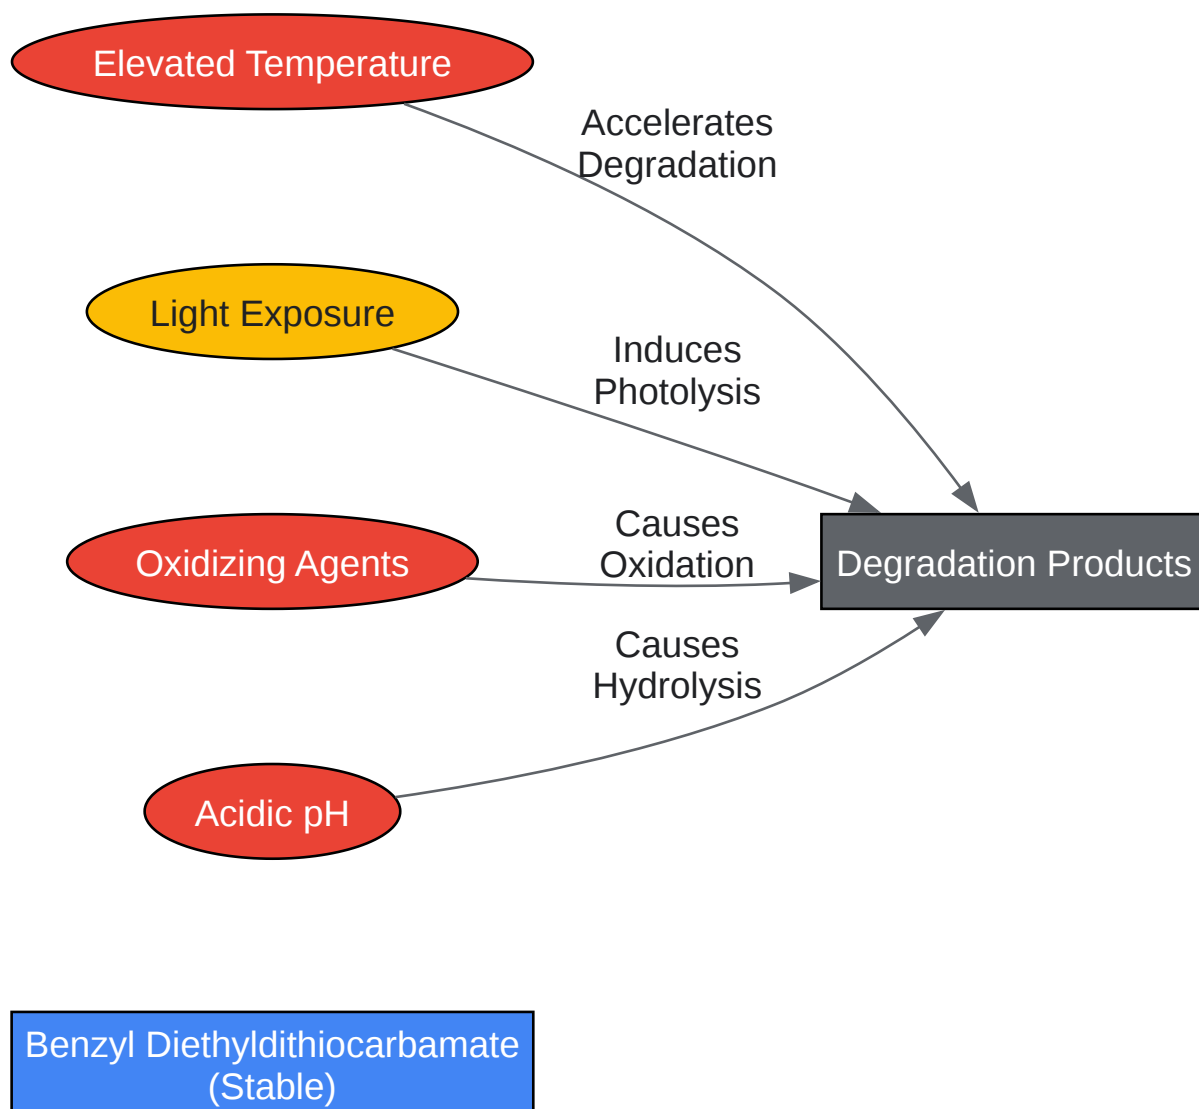 Elevated Temperature
Accelerates
Degradation
Light Exposure
Induces
Photolysis
Oxidizing Agents
Causes
Oxidation
Degradation Products
Causes
Hydrolysis
Acidic pH
Benzyl Diethyldithiocarbamate
(Stable)